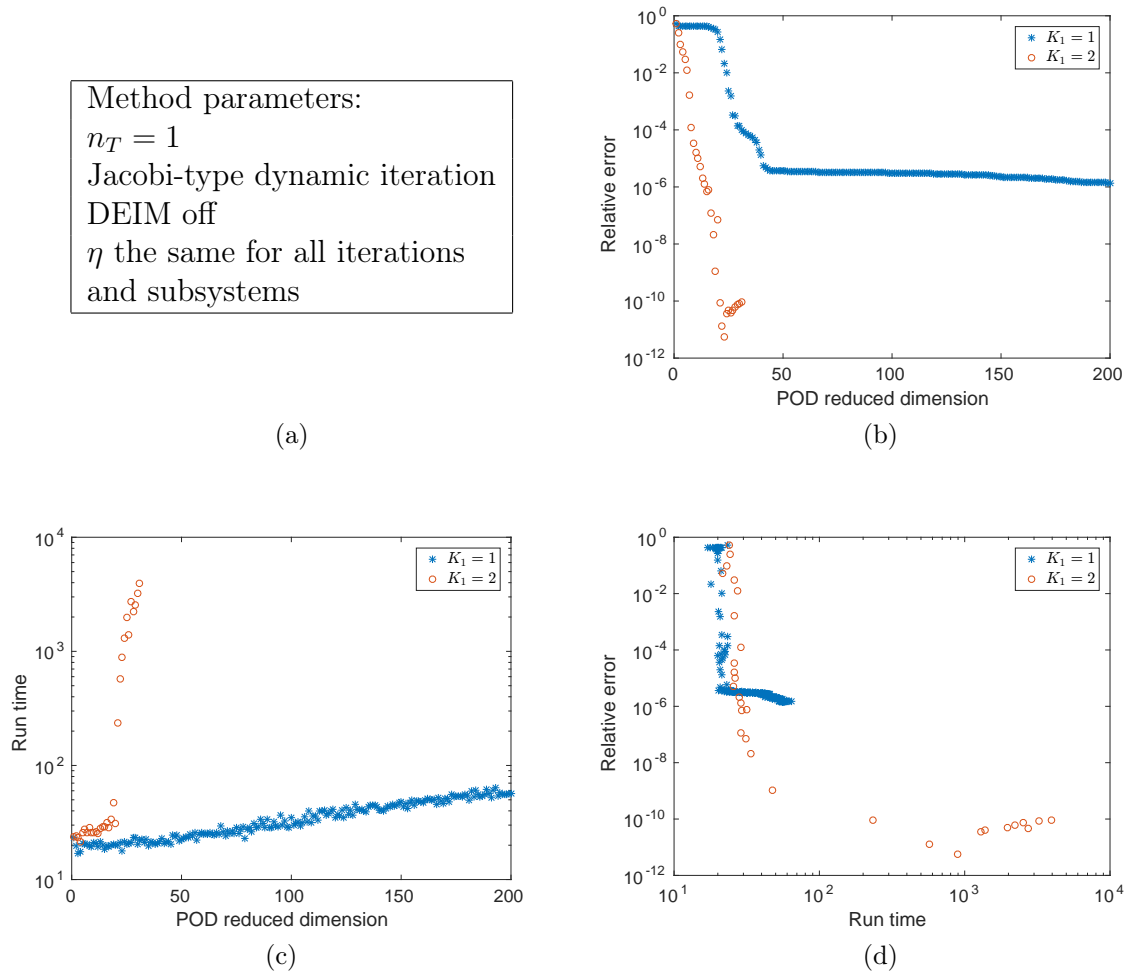 Method parameters:
n_T = 1
Jacobi-type dynamic iteration
DEIM off
η the same for all iterations
and subsystems
(a)
10^0
10^-2
10^-4
10^-6
10^-8
10^-10
10^-12
Relative error
K_1 = 1
K_1 = 2
0 50 100 150 200
POD reduced dimension
(b)
10^4
10^3
10^2
10^1
Run time
K_1 = 1
K_1 = 2
0 50 100 150 200
POD reduced dimension
(c)
10^0
10^-2
10^-4
10^-6
10^-8
10^-10
10^-12
Relative error
K_1 = 1
K_1 = 2
10^1 10^2 10^3 10^4
Run time
(d)